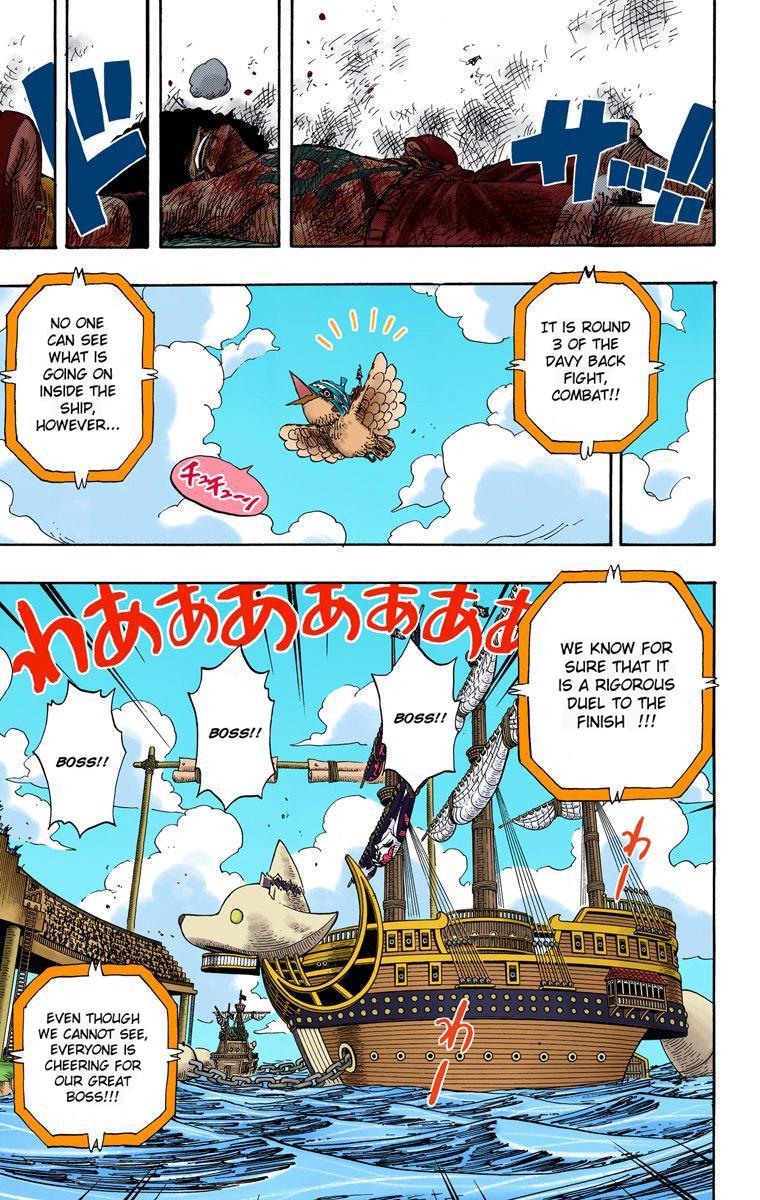 ドサッ!!
IT IS ROUND
3 OF THE
DAVY BACK
FIGHT,
COMBAT!!
NO ONE
CAN SEE
WHAT IS
GOING ON
INSIDE THE
SHIP,
HOWEVER...
チュチューン
WE KNOW FOR
SURE THAT IT
IS A RIGOROUS
DUEL TO THE
FINISH !!!
わあああああああ
BOSS!!
BOSS!!
BOSS!!
わー
わー
EVEN THOUGH
WE CANNOT SEE,
EVERYONE IS
CHEERING FOR
OUR GREAT
BOSS!!!